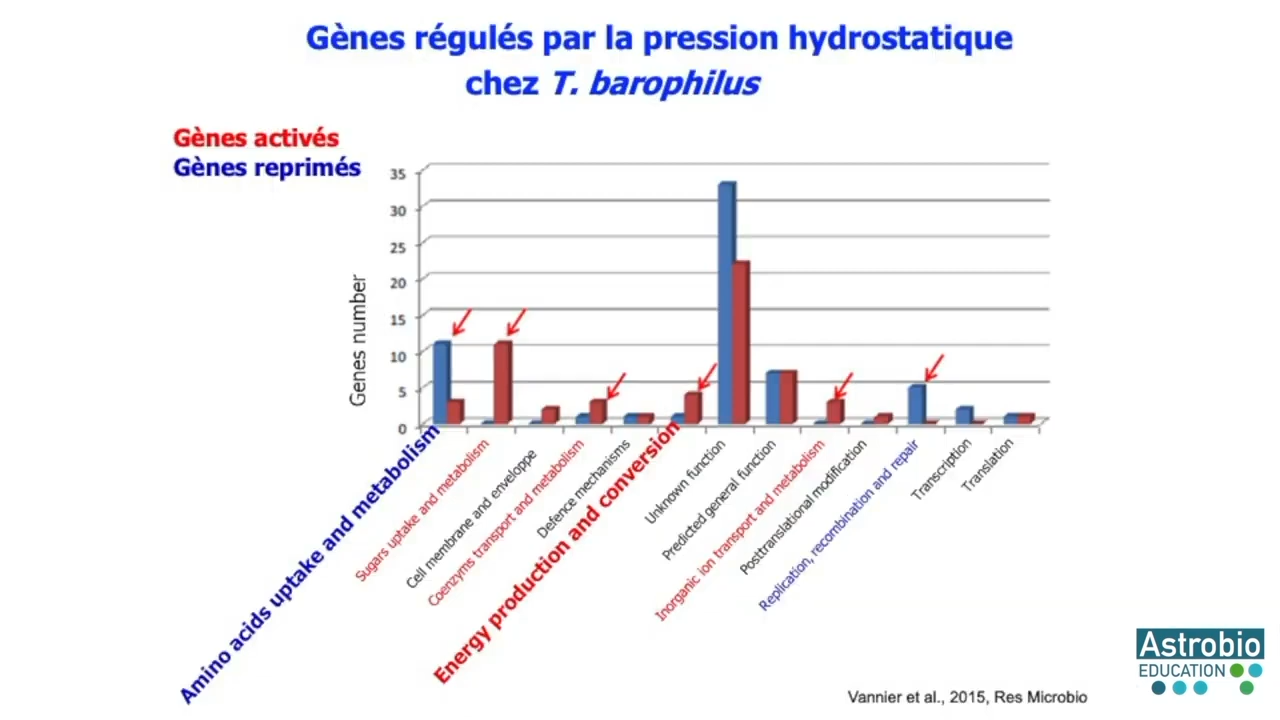 Gènes régulés par la pression hydrostatique
chez T. barophilus
Gènes activés
Gènes reprimés
Genes number
35
30
25
20
15
10
5
0
Amino acids uptake and metabolism
Sugars uptake and metabolism
Cell membrane and enveloppe
Coenzyms transport and metabolism
Defence mechanisms
Energy production and conversion
Unknown function
Predicted general function
Inorganic ion transport and metabolism
Posttranslational modification
Replication, recombination and repair
Transcription
Translation
Vannier et al., 2015, Res Microbio
Astrobio
EDUCATION